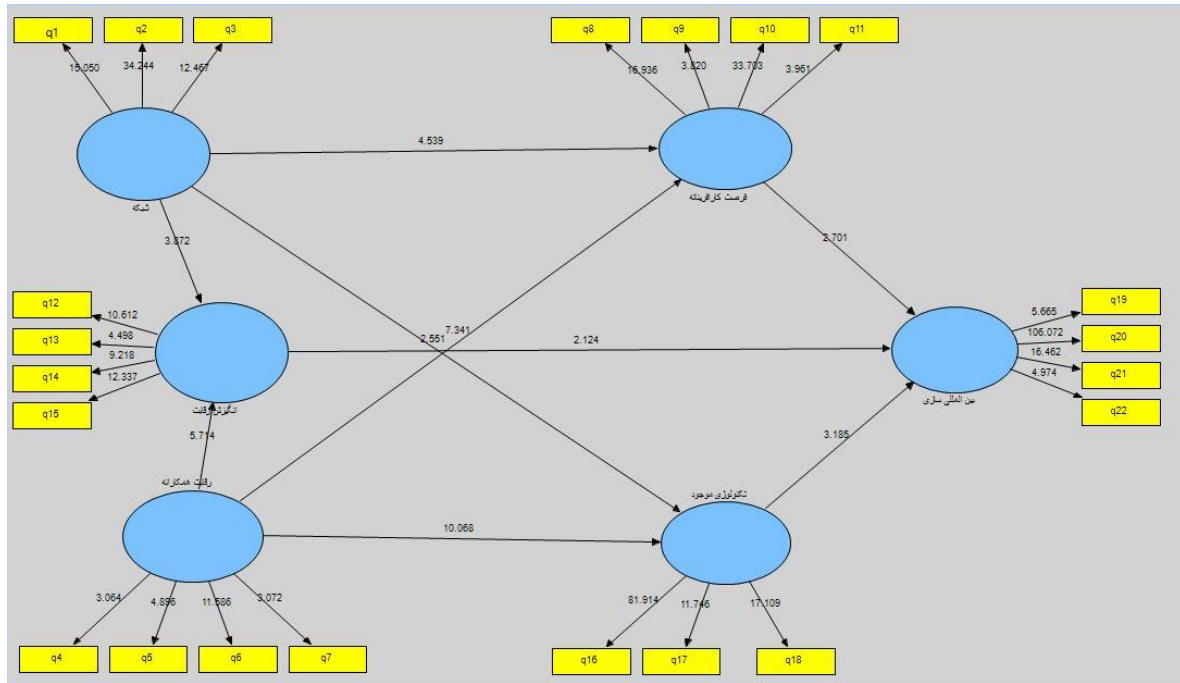 q1
q2
q3
15.050
34.244
12.467
q8
q9
q10
q11
16.936
3.820
33.703
3.961
4.539
شبکه
فرصت کارآفرینانه
3.872
2.701
q12
q13
q14
q15
10.612
4.498
9.218
12.337
7.341
2.551
2.124
q19
q20
q21
q22
5.665
106.072
16.462
4.974
انگیزش رقابت
بین المللی سازی
5.714
3.185
رقابت همکارانه
تکنولوژی موجود
10.068
3.064
4.896
11.586
3.072
81.914
11.746
17.109
q4
q5
q6
q7
q16
q17
q18